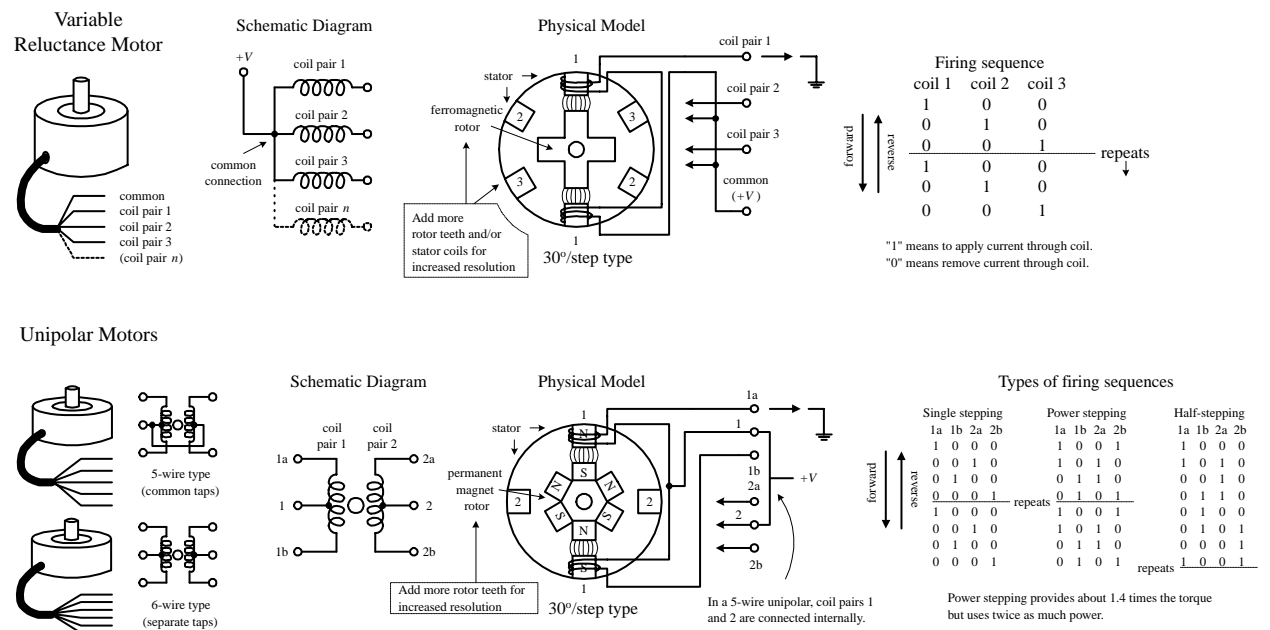 Variable
Reluctance Motor
common
coil pair 1
coil pair 2
coil pair 3
(coil pair n)
Schematic Diagram
+V
coil pair 1
coil pair 2
coil pair 3
common
connection
coil pair n
Physical Model
coil pair 1
1
stator
2
3
ferromagnetic
rotor
coil pair 2
coil pair 3
3
2
common
(+V)
1
Add more
rotor teeth and/or
stator coils for
increased resolution
30°/step type
Firing sequence
coil 1 coil 2 coil 3
1 0 0
0 1 0
0 0 1
repeats
1 0 0
0 1 0
0 0 1
forward
reverse
"1" means to apply current through coil.
"0" means remove current through coil.
Unipolar Motors
5-wire type
(common taps)
6-wire type
(separate taps)
Schematic Diagram
coil
pair 1
coil
pair 2
1a
2a
1
2
1b
2b
Physical Model
1a
1
1
stator
N
S
permanent
magnet
rotor
N
N
2
2
S
S
N
S
1
1b
2a
+V
2
2b
Add more rotor teeth for
increased resolution
30°/step type
In a 5-wire unipolar, coil pairs 1
and 2 are connected internally.
Types of firing sequences
Single stepping
1a 1b 2a 2b
1 0 0 0
0 0 1 0
0 1 0 0
0 0 0 1
repeats
1 0 0 0
0 0 1 0
0 1 0 0
0 0 0 1
Power stepping
1a 1b 2a 2b
1 0 0 1
1 0 1 0
0 1 1 0
0 1 0 1
1 0 0 1
1 0 1 0
0 1 1 0
0 1 0 1
Half-stepping
1a 1b 2a 2b
1 0 0 0
1 0 1 0
0 0 1 0
0 1 1 0
0 1 0 0
0 1 0 1
0 0 0 1
repeats
1 0 0 1
forward
reverse
Power stepping provides about 1.4 times the torque
but uses twice as much power.